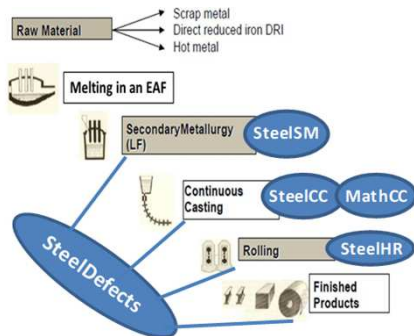 Scrap metal
Raw Material
Direct reduced iron DRI
Hot metal
Melting in an EAF
SecondaryMetallurgy
(LF)
SteelSM
Continuous
Casting
SteelCC
MathCC
SteelDefects
Rolling
SteelHR
Finished
Products